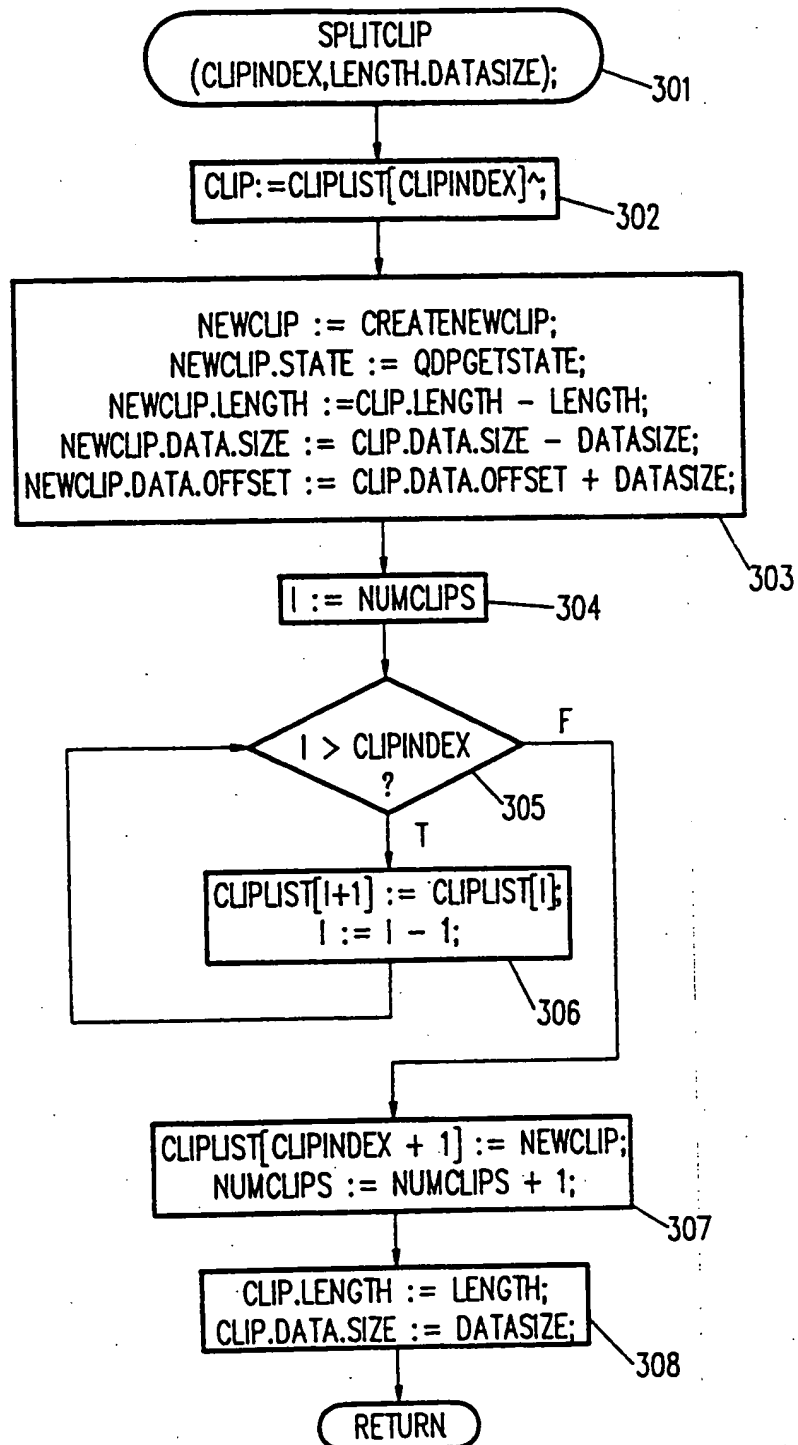 SPLITCLIP
(CLIPINDEX,LENGTH.DATASIZE);
301
CLIP:=CLIPLIST[CLIPINDEX]^;
302
NEWCLIP := CREATENEWCLIP;
NEWCLIP.STATE := QDPGETSTATE;
NEWCLIP.LENGTH :=CLIP.LENGTH - LENGTH;
NEWCLIP.DATA.SIZE := CLIP.DATA.SIZE - DATASIZE;
NEWCLIP.DATA.OFFSET := CLIP.DATA.OFFSET + DATASIZE;
303
I := NUMCLIPS
304
I > CLIPINDEX
?
F
305
T
CLIPLIST[I+1] := CLIPLIST[I];
I := I - 1;
306
CLIPLIST[CLIPINDEX + 1] := NEWCLIP;
NUMCLIPS := NUMCLIPS + 1;
307
CLIP.LENGTH := LENGTH;
CLIP.DATA.SIZE := DATASIZE;
308
RETURN